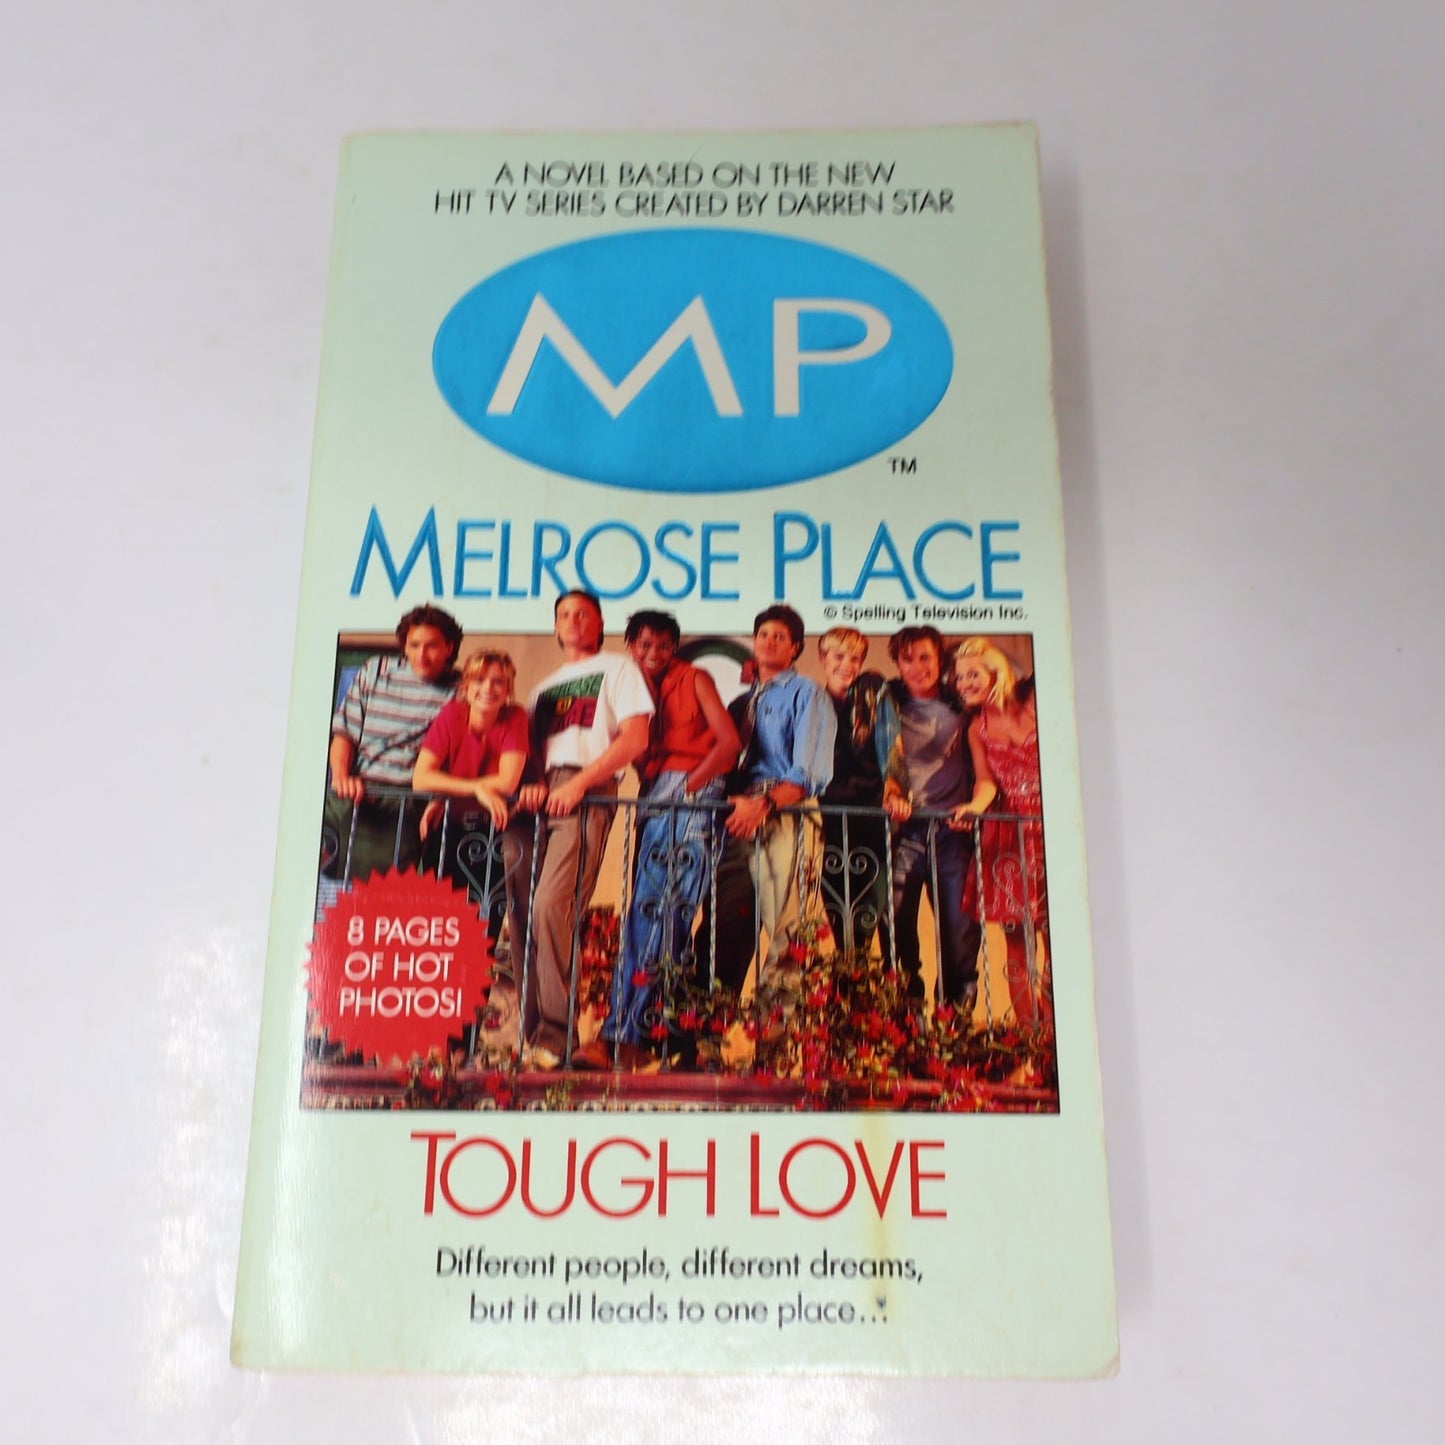 A NOVEL BASED ON THE NEW
HIT TV SERIES CREATED BY DARREN STAR
MP
TM
MELROSE PLACE
© Spelling Television Inc.
8 PAGES
OF HOT
PHOTOS!
TOUGH LOVE
Different people, different dreams,
but it all leads to one place...